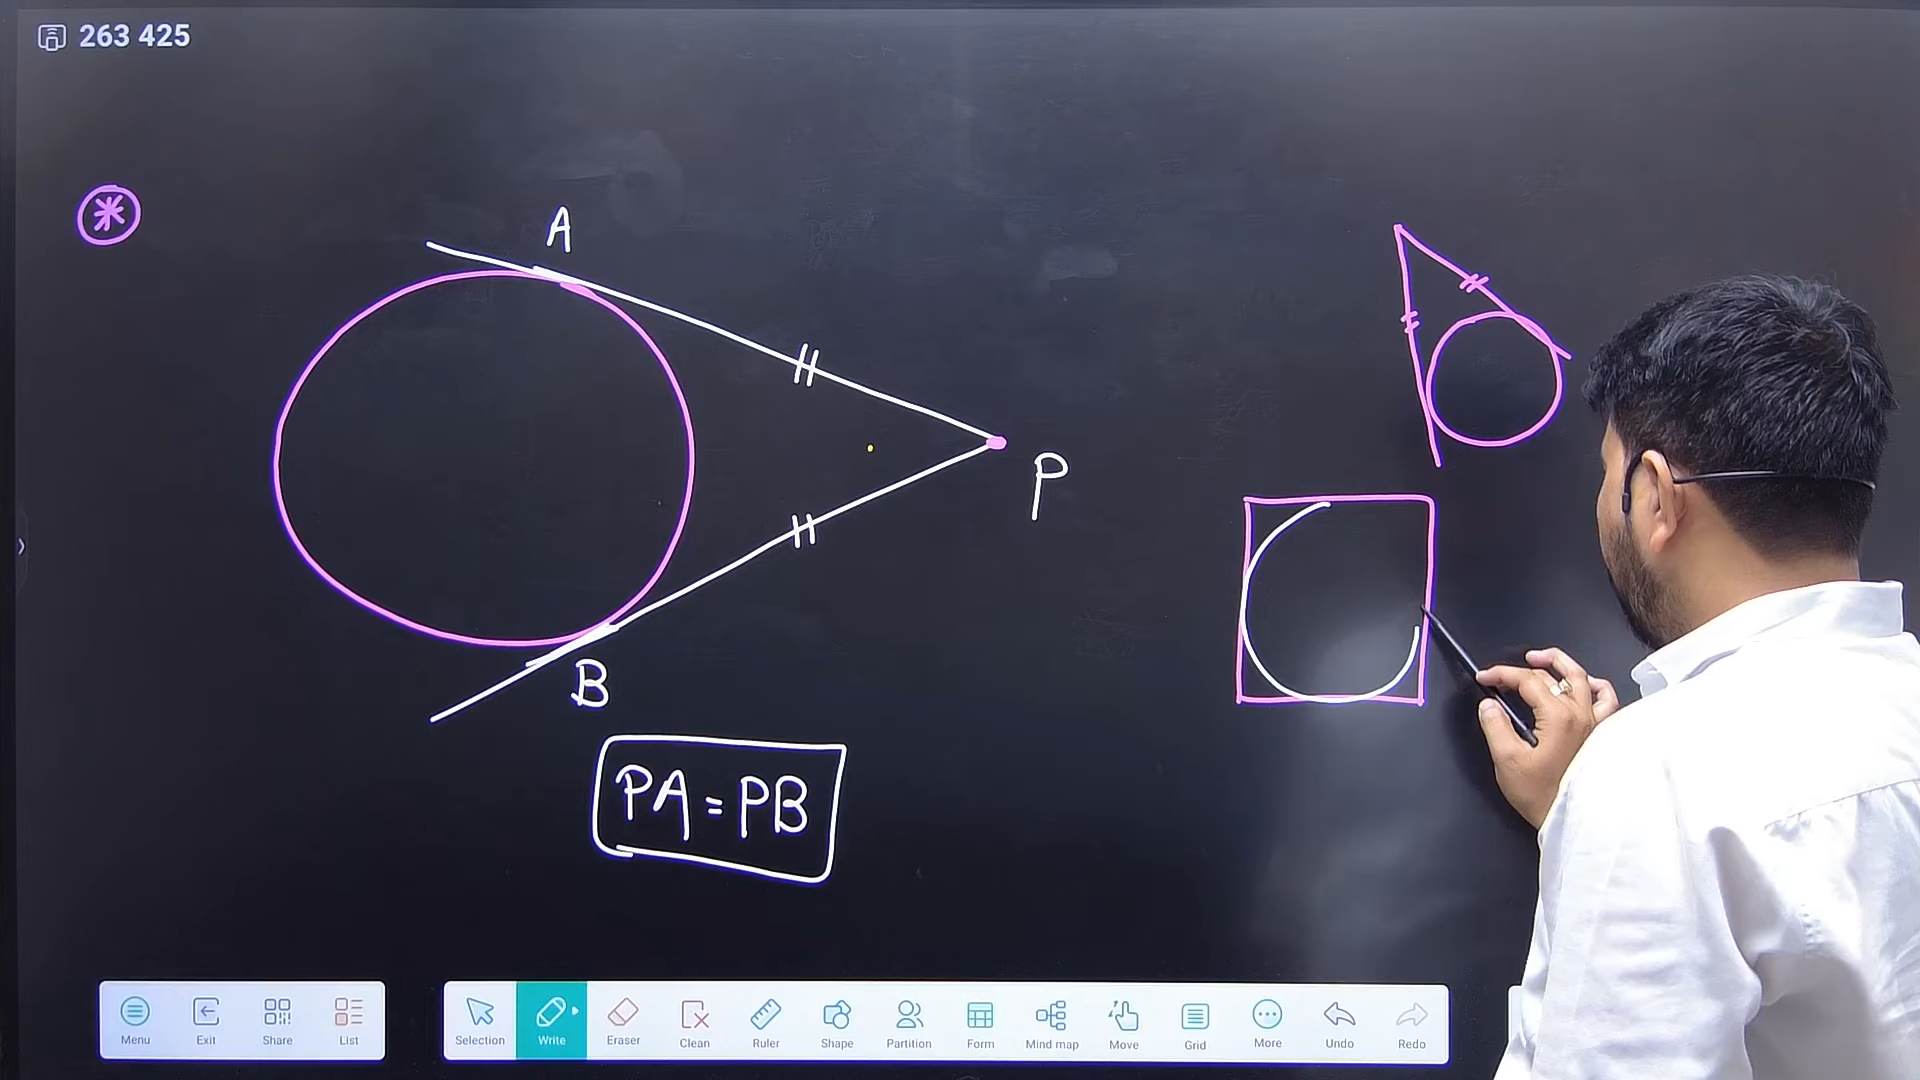 263 425
A
P
B
PA = PB
Menu Exit Share List Selection Write Eraser Clean Ruler Shape Partition Form Mind map Move Grid More Undo Redo